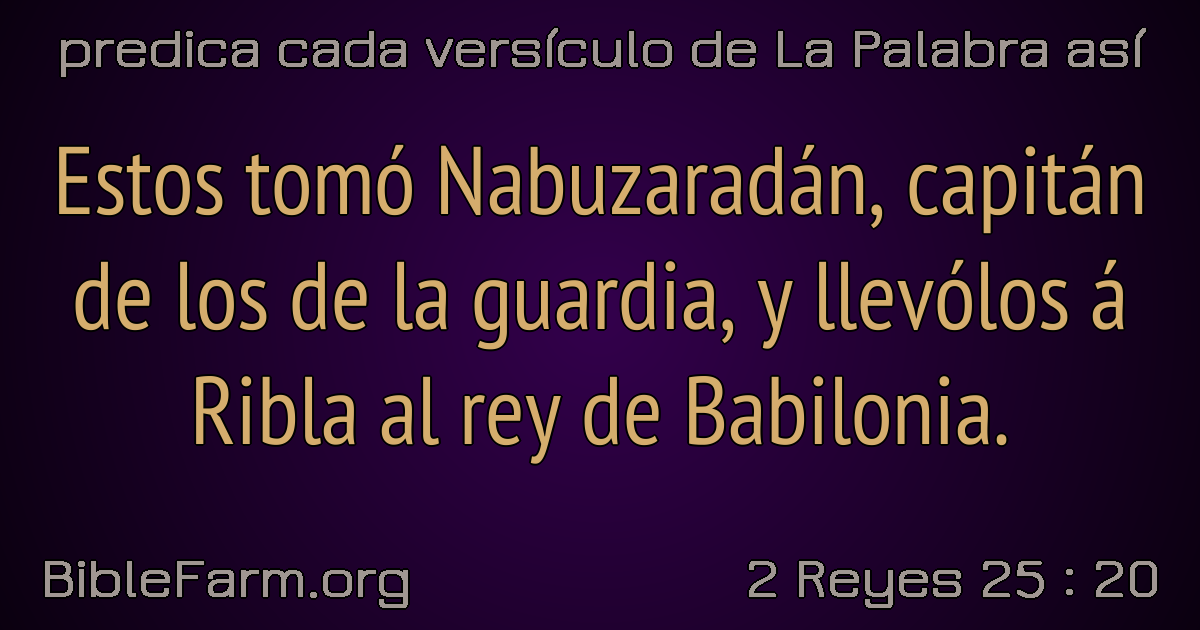 predica cada versículo de La Palabra así
Estos tomó Nabuzaradán, capitán
de los de la guardia, y llevólos á
Ribla al rey de Babilonia.
BibleFarm.org
2 Reyes 25 : 20